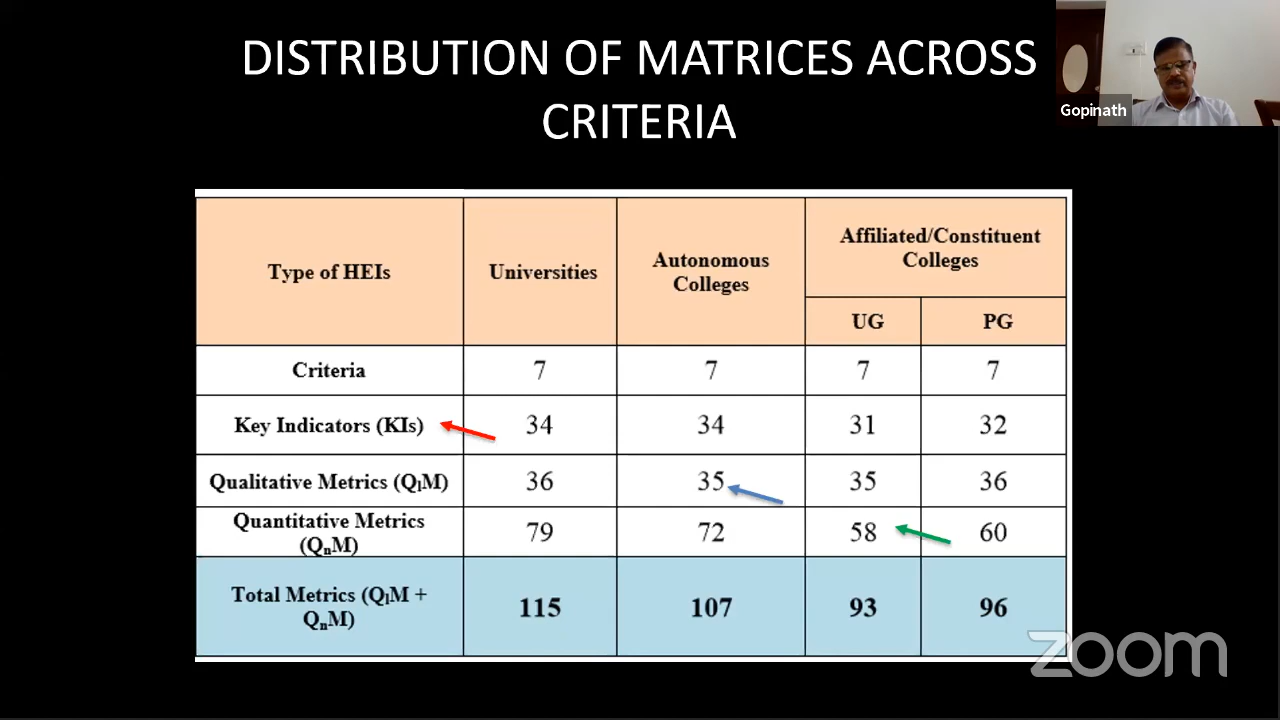 DISTRIBUTION OF MATRICES ACROSS
CRITERIA
Gopinath
Type of HEIs
Universities
Autonomous
Colleges
Affiliated/Constituent
Colleges
UG
PG
Criteria
7
7
7
7
Key Indicators (KIs)
34
34
31
32
Qualitative Metrics (QlM)
36
35
35
36
Quantitative Metrics
(QnM)
79
72
58
60
Total Metrics (QlM +
QnM)
115
107
93
96
zoom